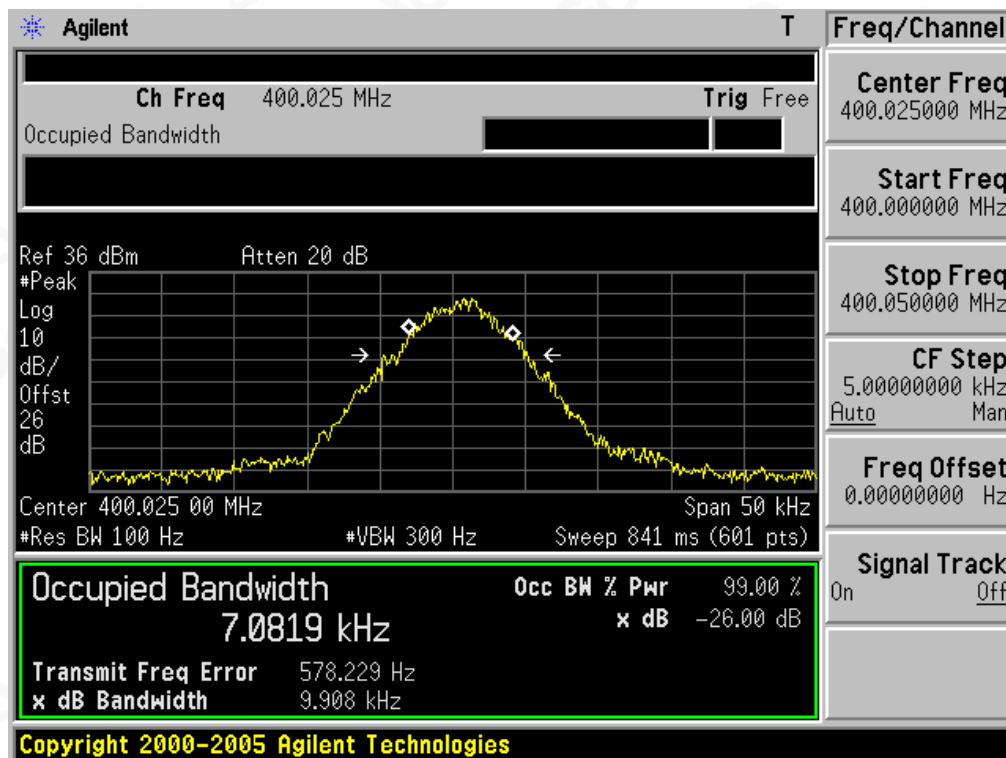 Agilent T
Ch Freq 400.025 MHz Trig Free
Occupied Bandwidth
Ref 36 dBm Atten 20 dB
#Peak
Log
10
dB/
Offst
26
dB
Center 400.025 00 MHz Span 50 kHz
#Res BW 100 Hz #VBW 300 Hz Sweep 841 ms (601 pts)
Occupied Bandwidth
7.0819 kHz
Occ BW % Pwr 99.00 %
x dB -26.00 dB
Transmit Freq Error 578.229 Hz
x dB Bandwidth 9.908 kHz
Copyright 2000-2005 Agilent Technologies
Freq/Channel
Center Freq
400.025000 MHz
Start Freq
400.000000 MHz
Stop Freq
400.050000 MHz
CF Step
5.00000000 kHz
Auto Man
Freq Offset
0.00000000 Hz
Signal Track
On Off